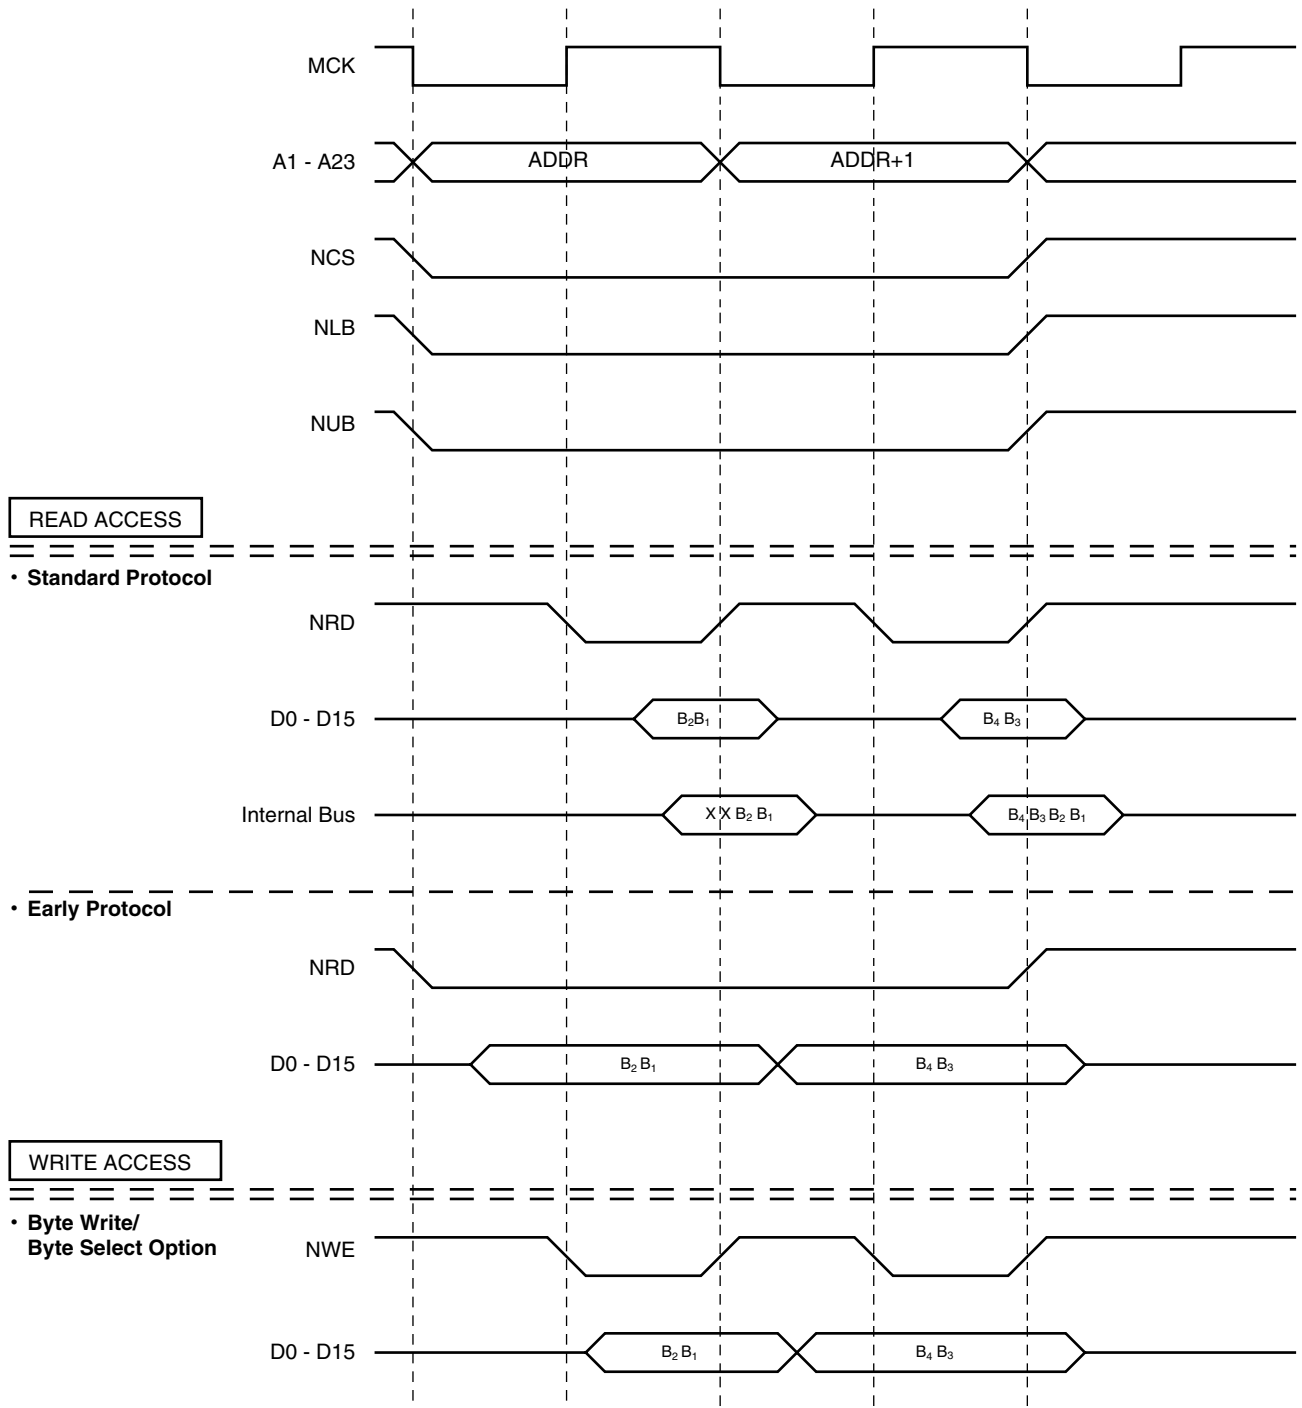 MCK
A1 - A23 ADDR ADDR+1
NCS
NLB
NUB
READ ACCESS
• Standard Protocol
NRD
D0 - D15 B₂B₁ B₄ B₃
Internal Bus X X B₂ B₁ B₄ B₃ B₂ B₁
• Early Protocol
NRD
D0 - D15 B₂ B₁ B₄ B₃
WRITE ACCESS
• Byte Write/
Byte Select Option NWE
D0 - D15 B₂ B₁ B₄ B₃